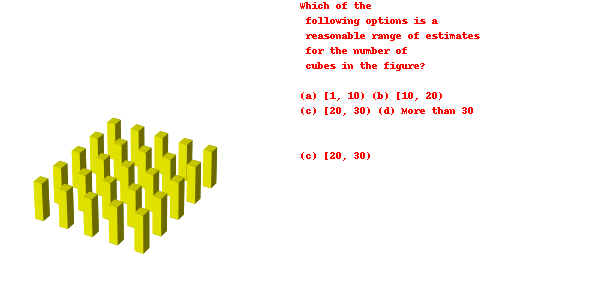 Which of the
following options is a
reasonable range of estimates
for the number of
cubes in the figure?
(a) [1, 10) (b) [10, 20)
(c) [20, 30) (d) More than 30
(c) [20, 30)